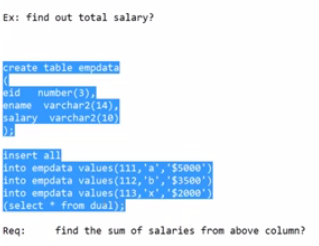 Ex: find out total salary?
create table empdata
(
eid number(3),
ename varchar2(14),
salary varchar2(10)
);
insert all
into empdata values(111,'a','$5000')
into empdata values(112,'b','$3500')
into empdata values(113,'x','$2000')
(select * from dual);
Req: find the sum of salaries from above column?